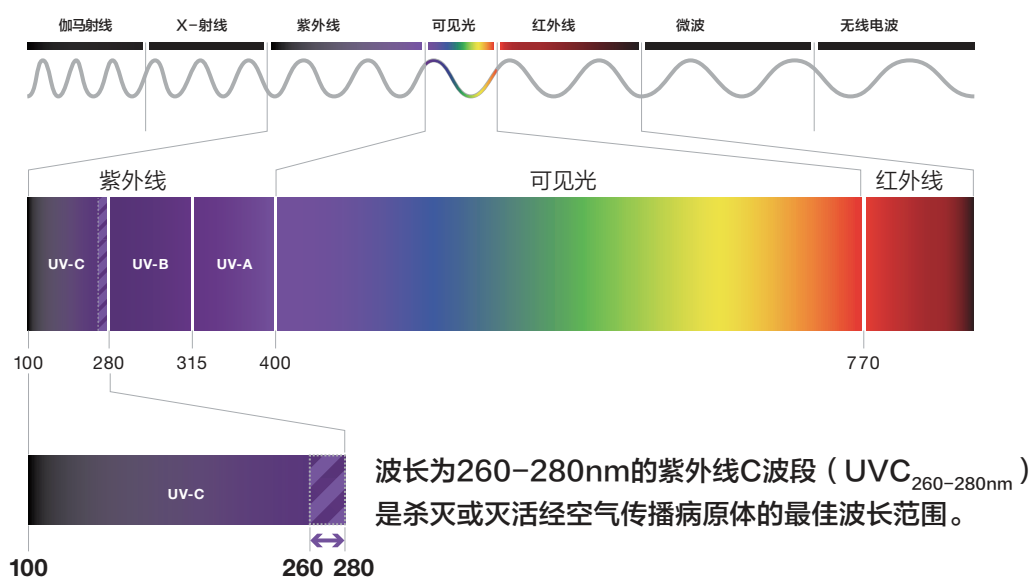 伽马射线 X-射线 紫外线 可见光 红外线 微波 无线电波
紫外线 可见光 红外线
UV-C UV-B UV-A
100 280 315 400 770
波长为260-280nm的紫外线C波段（UVC260-280nm）
UV-C
是杀灭或灭活经空气传播病原体的最佳波长范围。
100 260 280